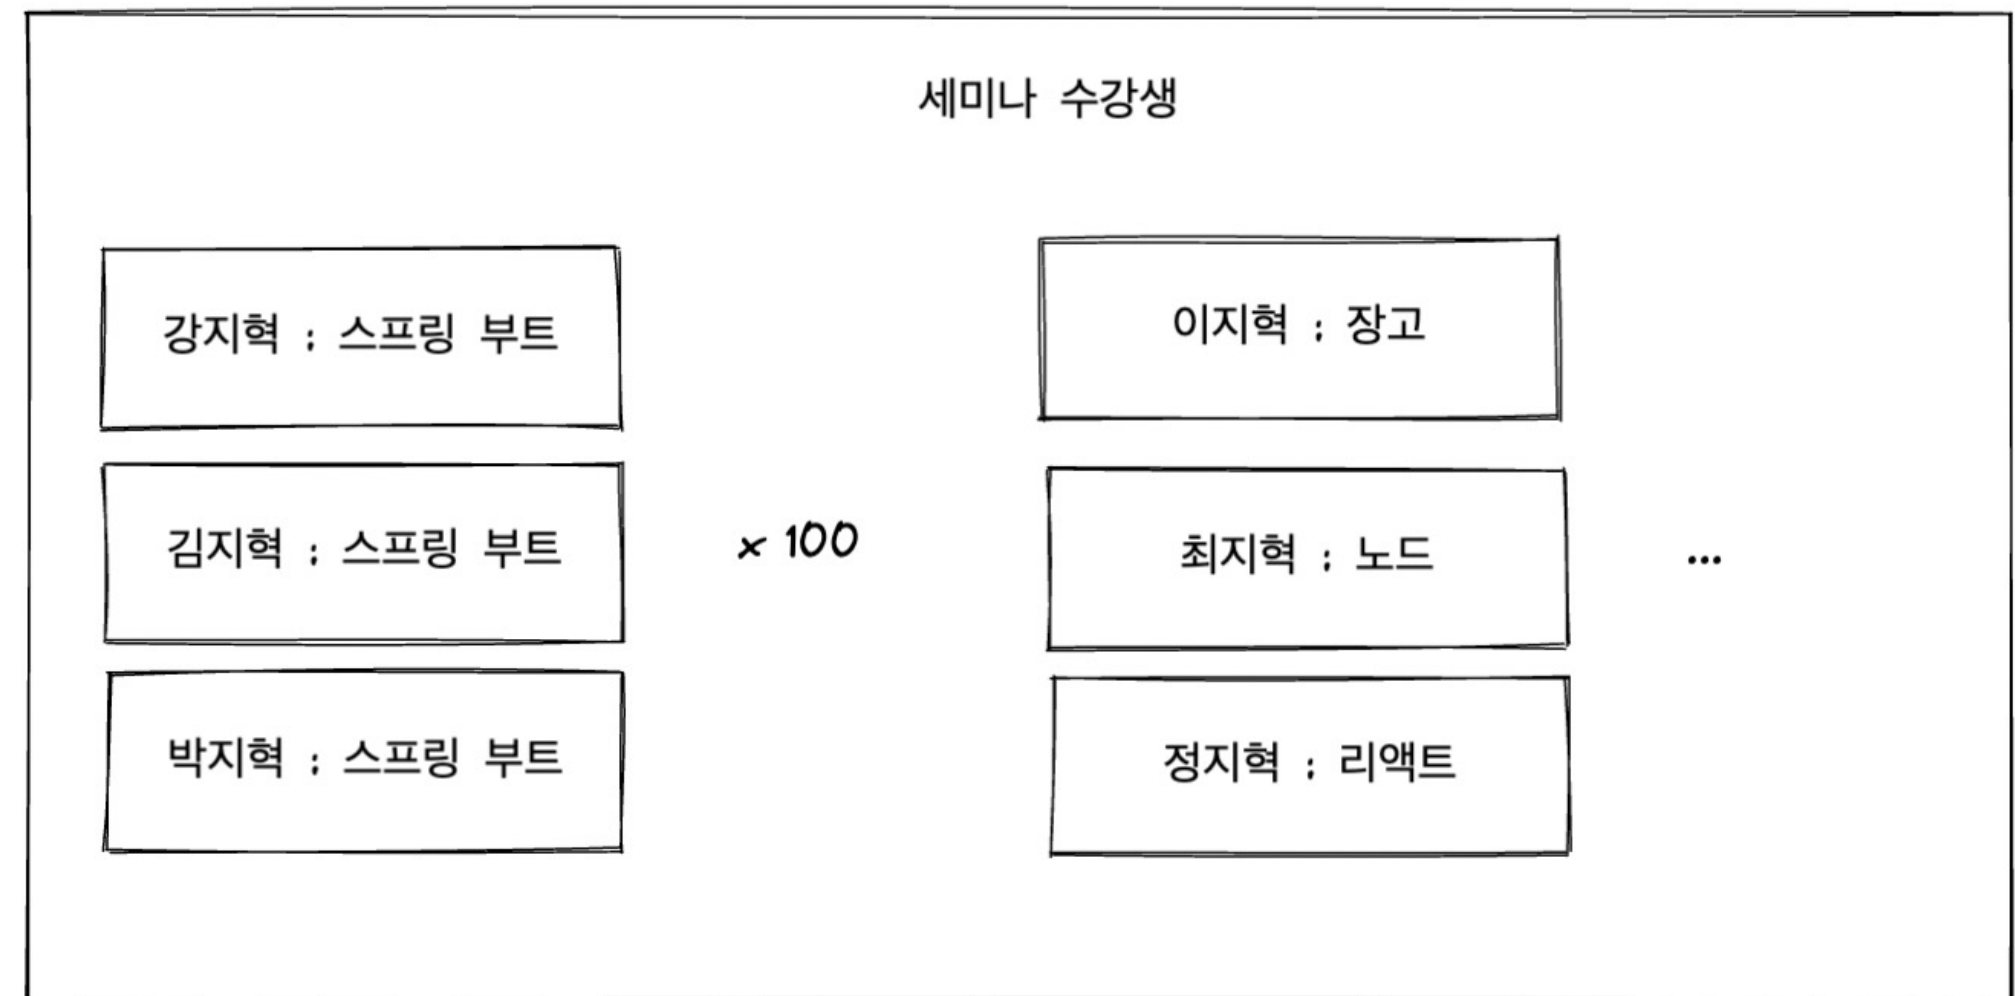 세미나 수강생
강지혁 : 스프링 부트
김지혁 : 스프링 부트
박지혁 : 스프링 부트
x 100
이지혁 : 장고
최지혁 : 노드
정지혁 : 리액트
...